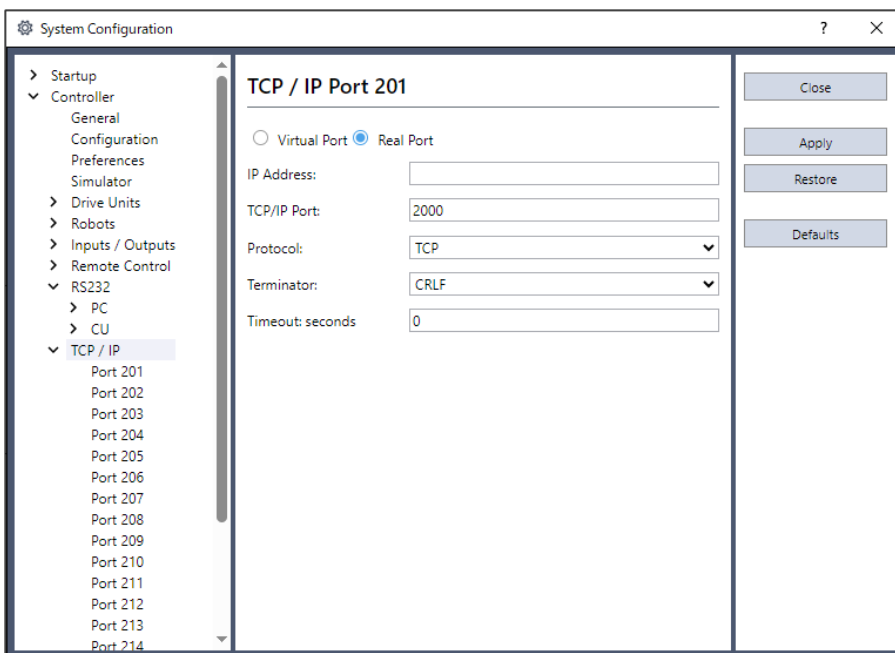 System Configuration
?
Startup
Controller
General
Configuration
Preferences
Simulator
Drive Units
Robots
Inputs / Outputs
Remote Control
RS232
PC
CU
TCP / IP
Port 201
Port 202
Port 203
Port 204
Port 205
Port 206
Port 207
Port 208
Port 209
Port 210
Port 211
Port 212
Port 213
Port 214
TCP / IP Port 201
Virtual Port Real Port
IP Address:
TCP/IP Port: 2000
Protocol: TCP
Terminator: CRLF
Timeout: seconds 0
Close
Apply
Restore
Defaults